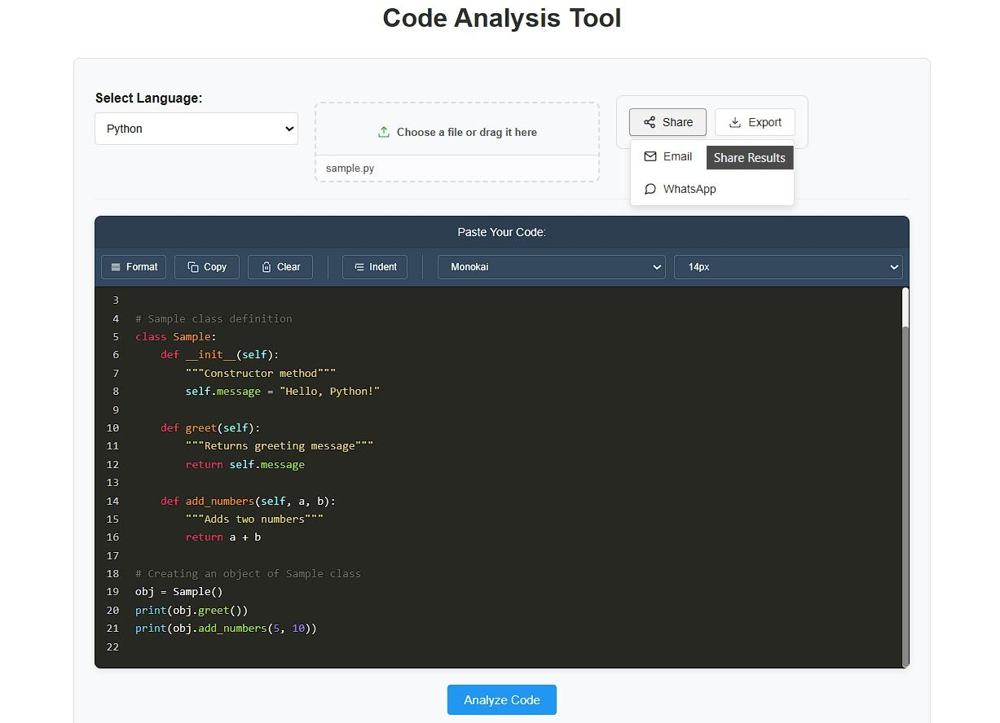 Code Analysis Tool
Select Language:
Python
Choose a file or drag it here
sample.py
Share
Export
Email
Share Results
WhatsApp
Paste Your Code:
Format
Copy
Clear
Indent
Monokai
14px
3
4 # Sample class definition
5 class Sample:
6     def __init__(self):
7         """Constructor method"""
8         self.message = "Hello, Python!"
9
10     def greet(self):
11         """Returns greeting message"""
12         return self.message
13
14     def add_numbers(self, a, b):
15         """Adds two numbers"""
16         return a + b
17
18 # Creating an object of Sample class
19 obj = Sample()
20 print(obj.greet())
21 print(obj.add_numbers(5, 10))
22
Analyze Code